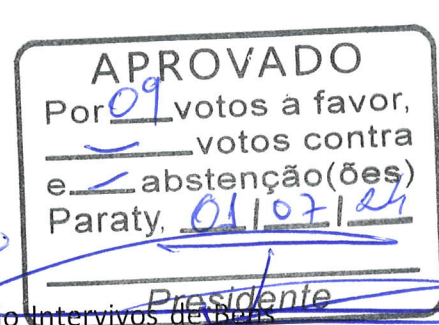 APROVADO
Por 09 votos a favor,
— votos contra
e — abstenção(ões)
Paraty, 01/07/24
Presidente
o Intervivos de Bens